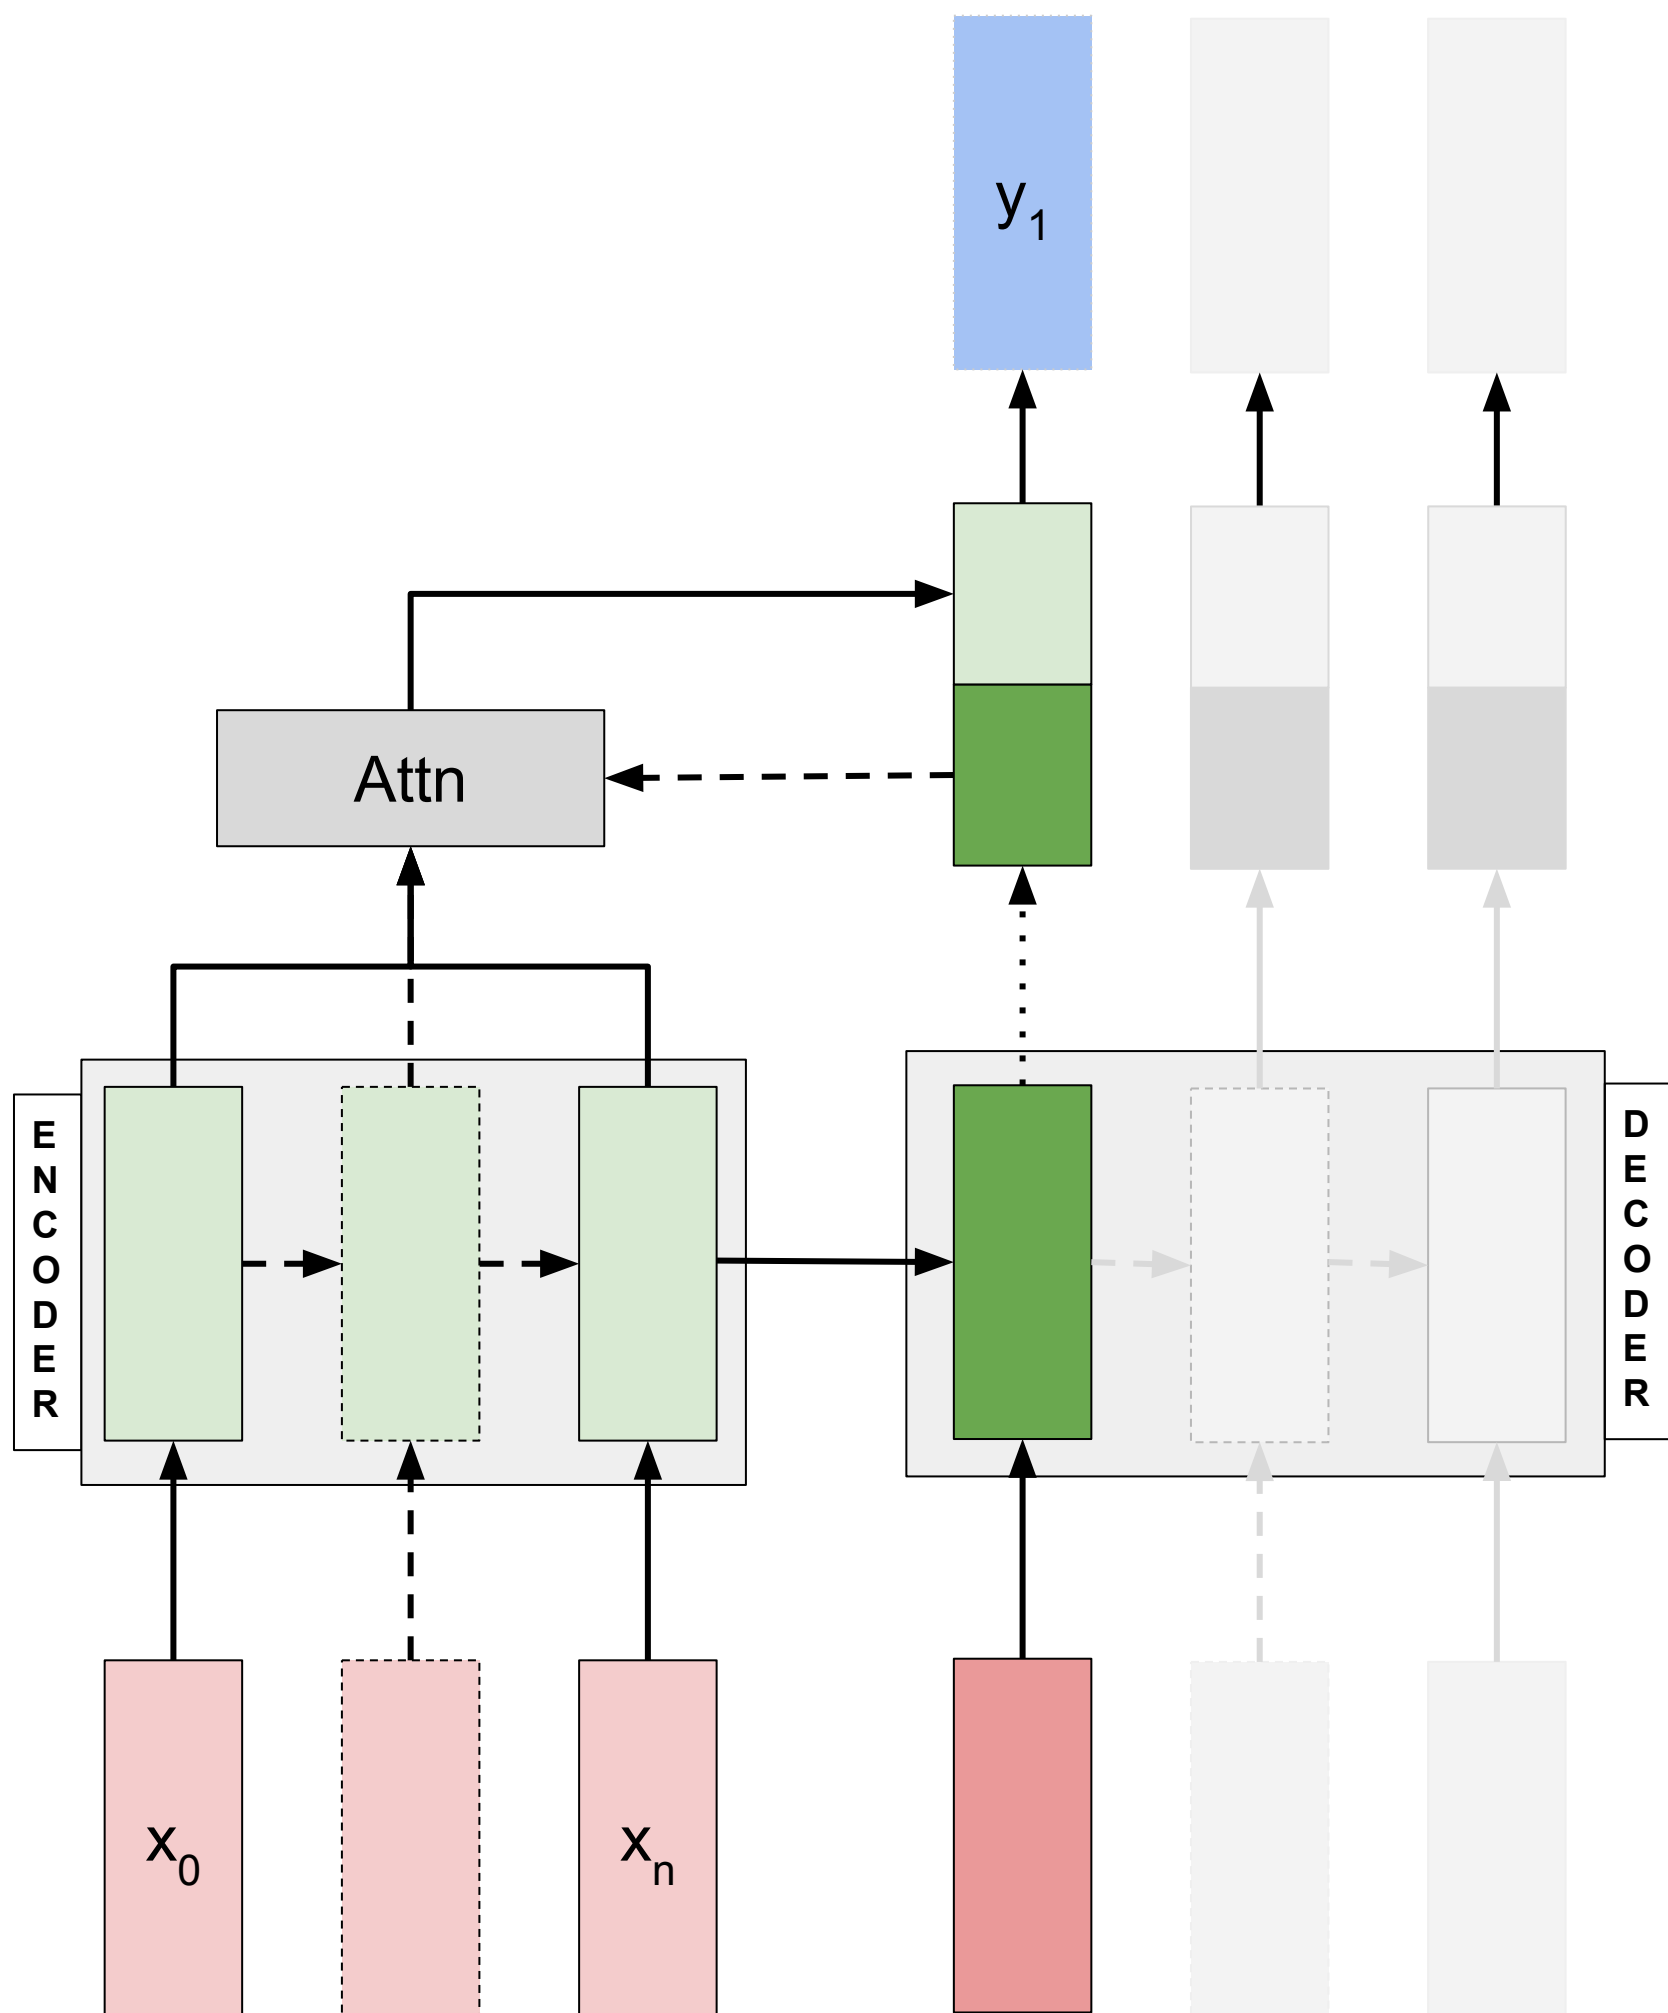 y1
Attn
ENCODER
DECODER
x0
xn